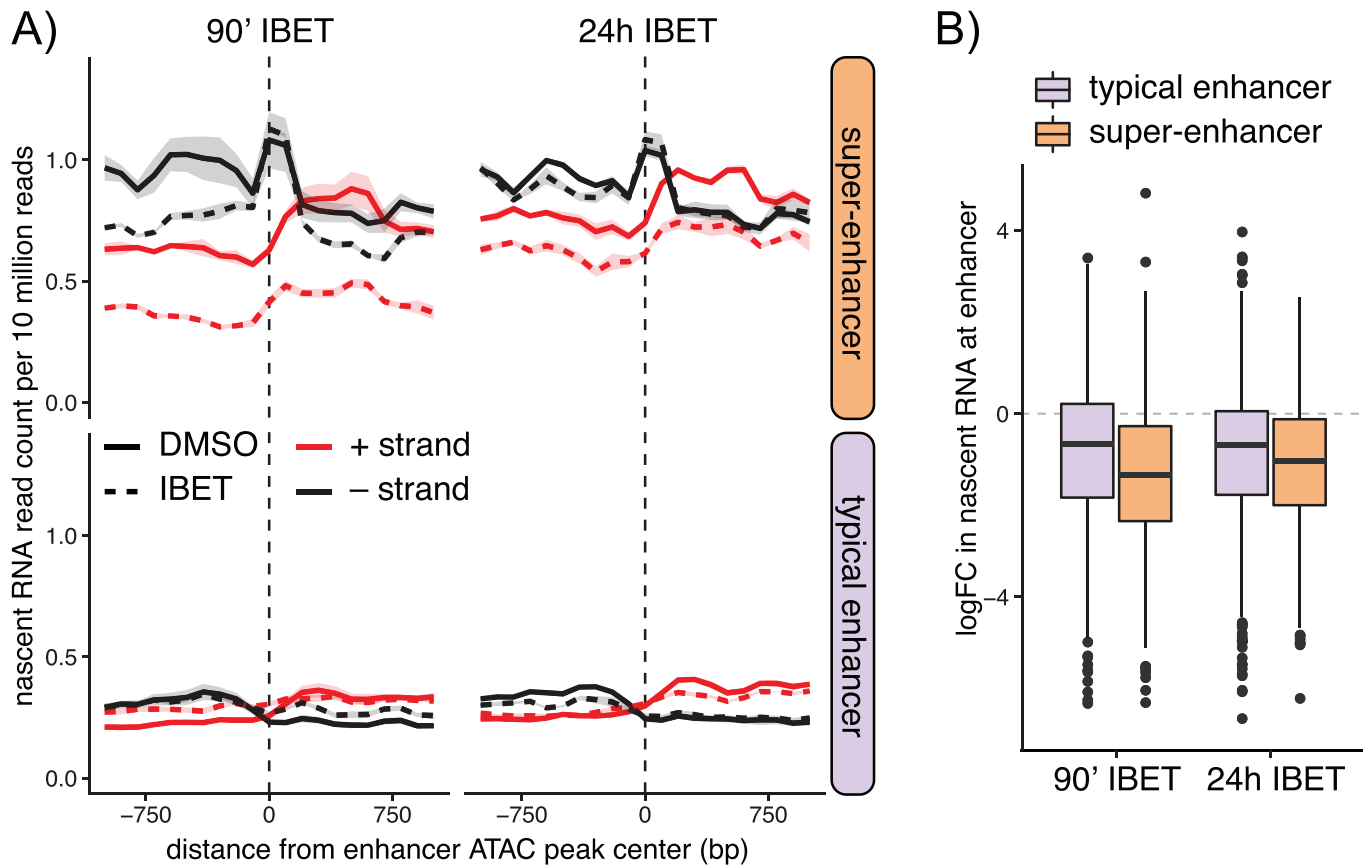 A)
90’ IBET
24h IBET
nascent RNA read count per 10 million reads
1.0
0.5
0.0
super-enhancer
DMSO
+ strand
IBET
– strand
1.0
0.5
0.0
typical enhancer
−750
0
750
−750
0
750
distance from enhancer ATAC peak center (bp)
B)
typical enhancer
super-enhancer
logFC in nascent RNA at enhancer
4
0
−4
90’ IBET
24h IBET